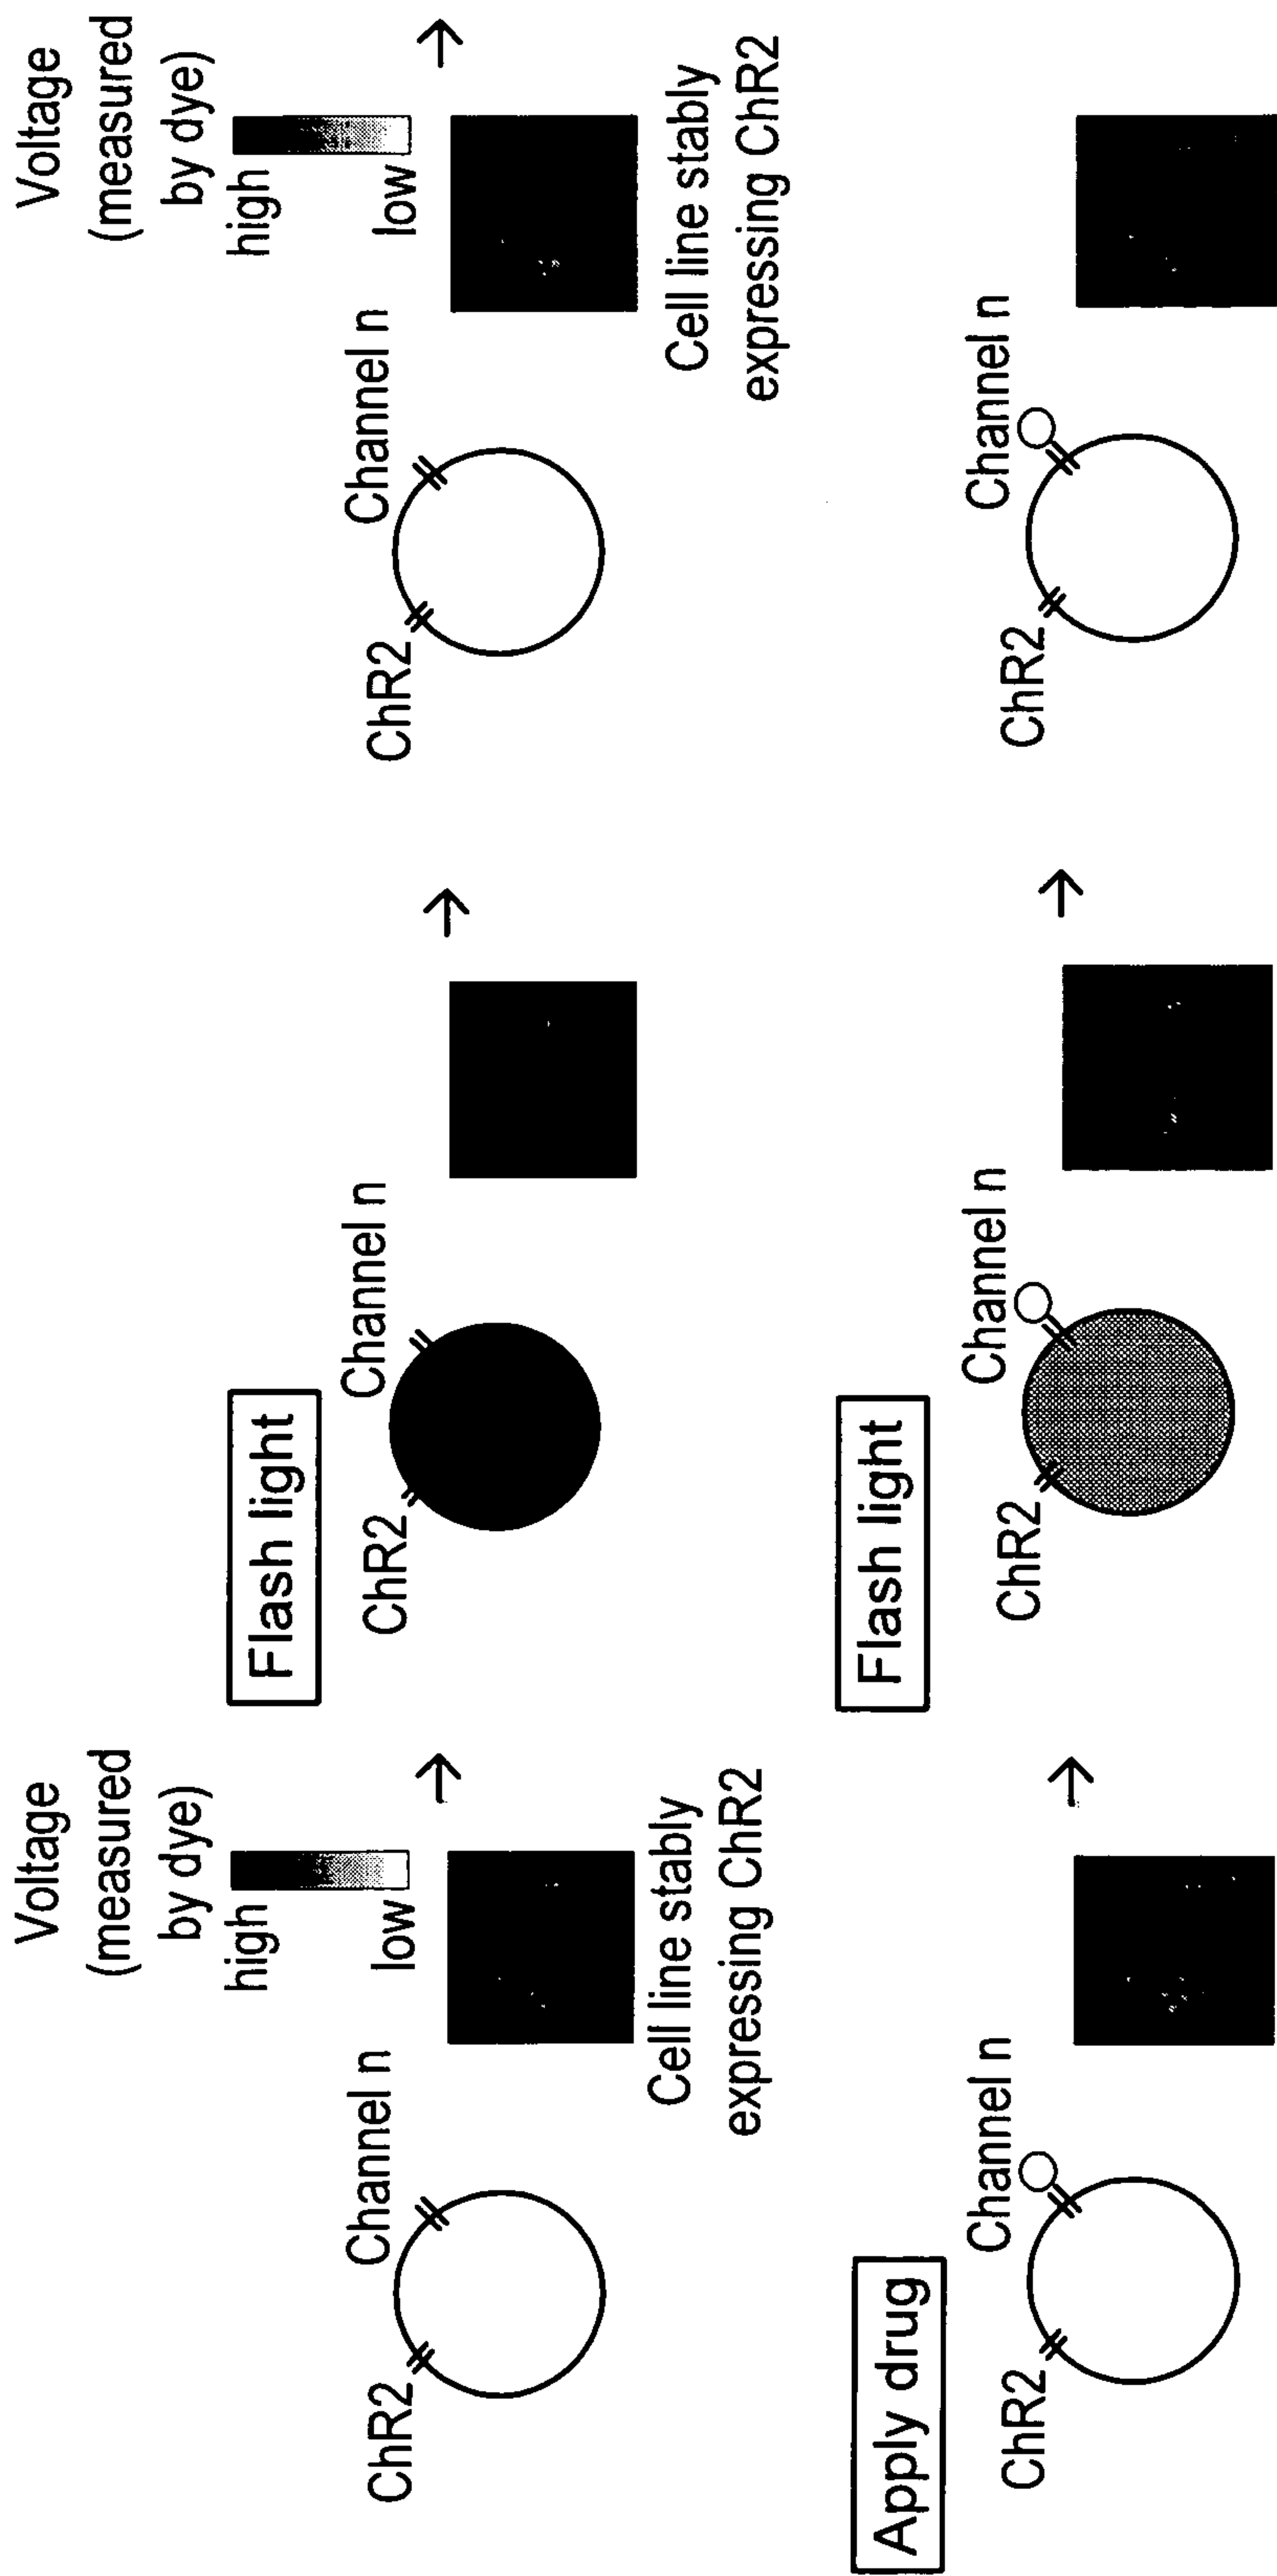 Voltage
(measured
by dye)
high
low
ChR2
Channel n
Cell line stably
expressing ChR2
Flash light
ChR2
Channel n
Voltage
(measured
by dye)
high
low
ChR2
Channel n
Cell line stably
expressing ChR2
Apply drug
ChR2
Channel n
Flash light
ChR2
Channel n
ChR2
Channel n